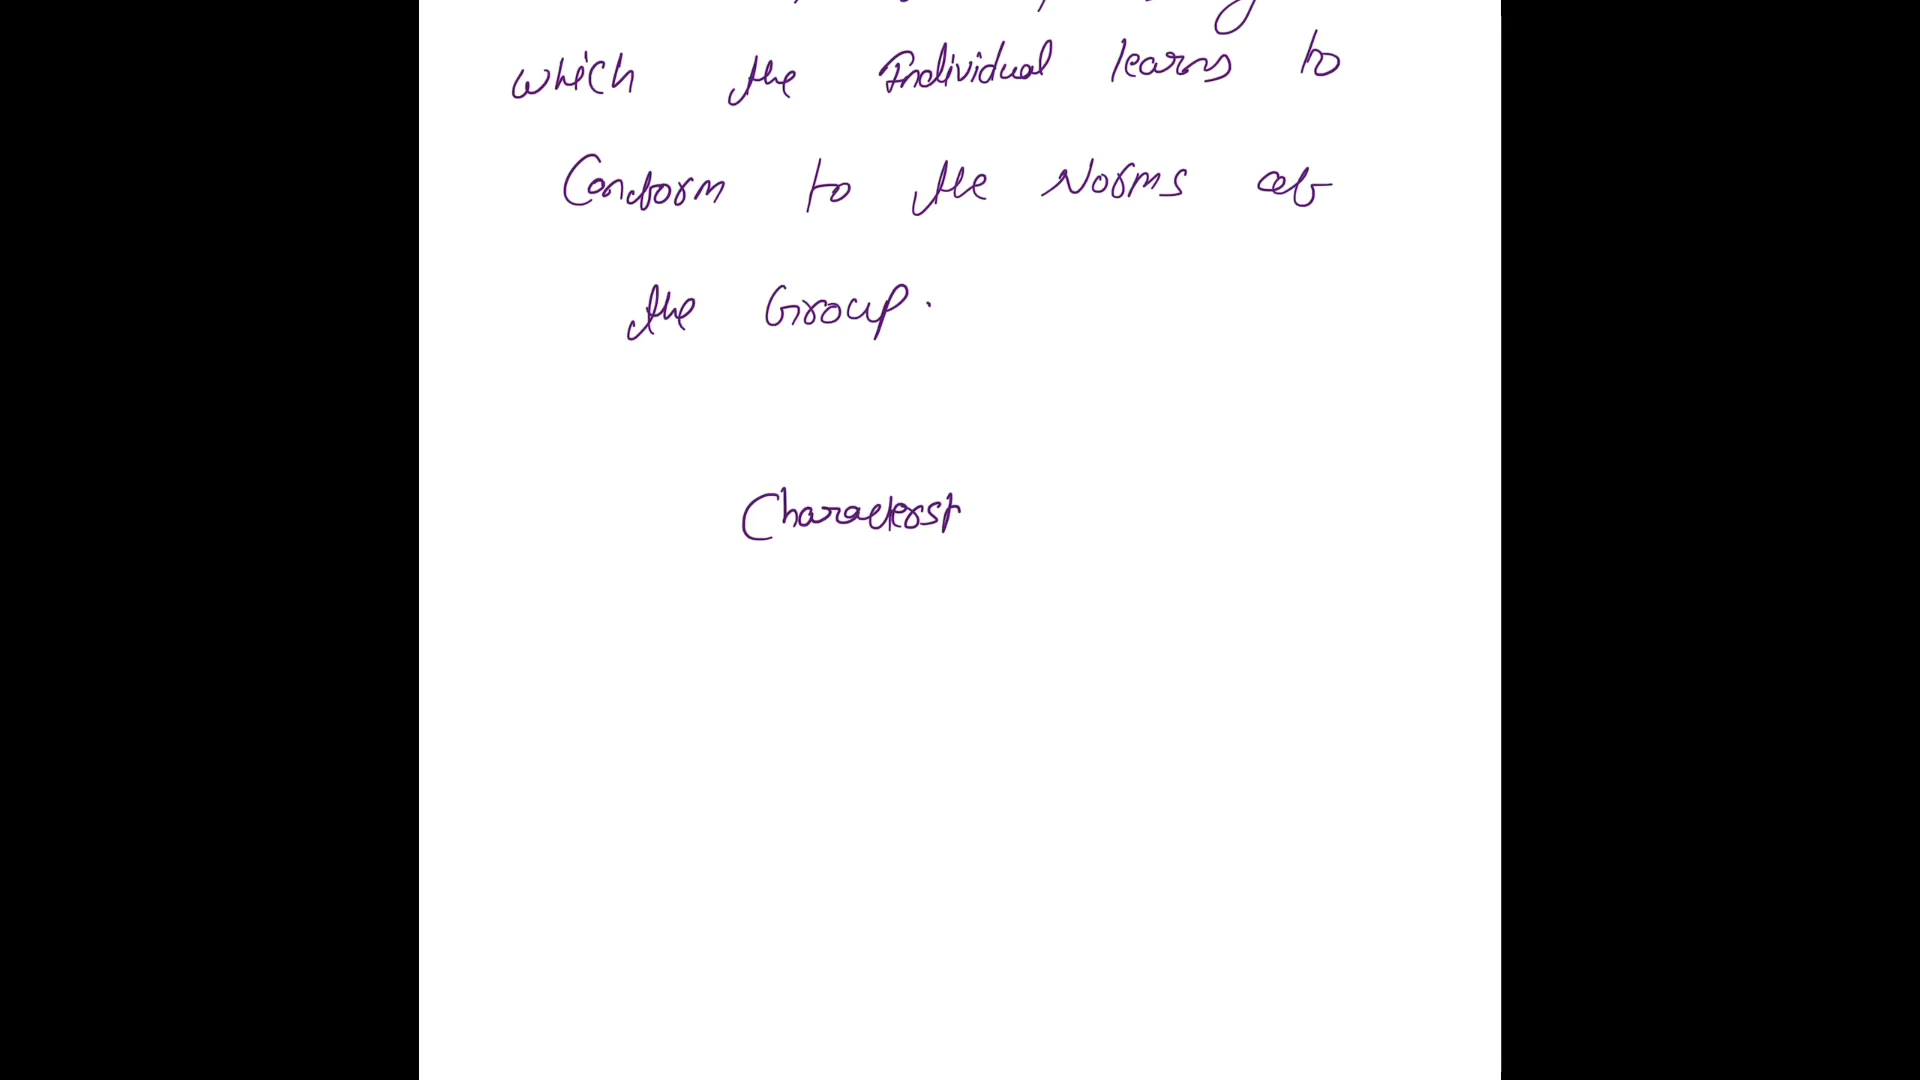 which the Individual learns to
Conform to the Norms of
the Group.
Characterst